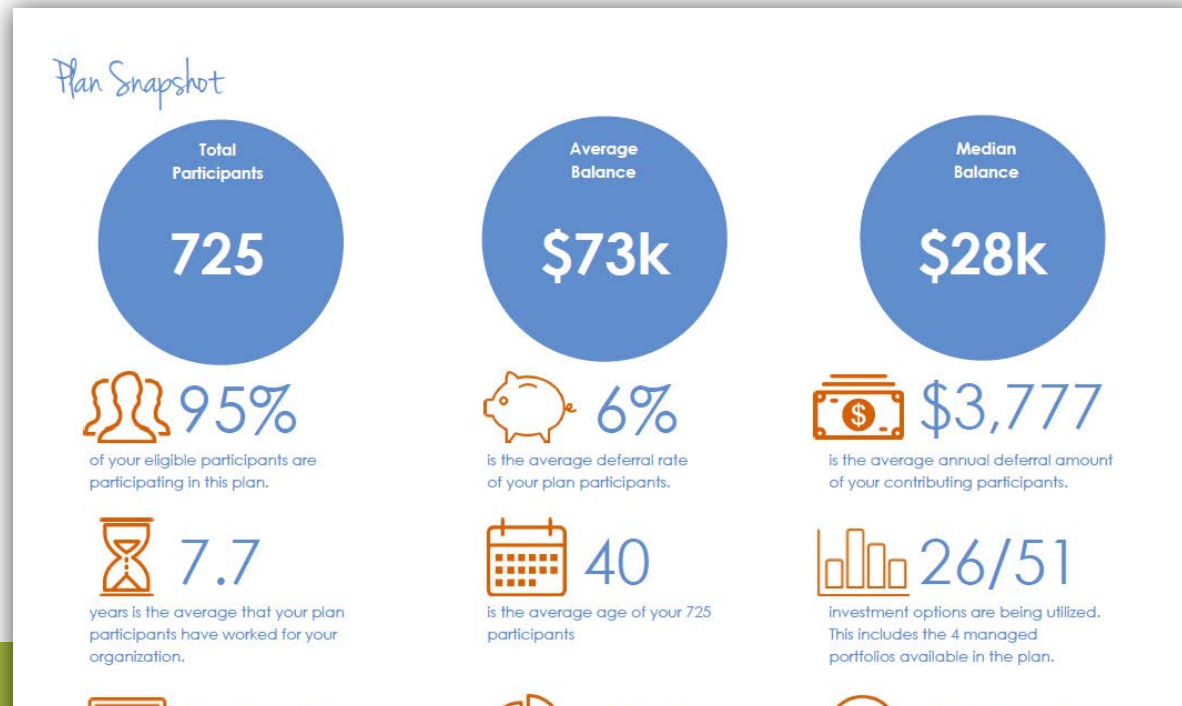 Plan Snapshot
Total
Participants
725
Average
Balance
$73k
Median
Balance
$28k
95%
of your eligible participants are
participating in this plan.
6%
is the average deferral rate
of your plan participants.
$3,777
is the average annual deferral amount
of your contributing participants.
7.7
years is the average that your plan
participants have worked for your
organization.
40
is the average age of your 725
participants
26/51
investment options are being utilized.
This includes the 4 managed
portfolios available in the plan.